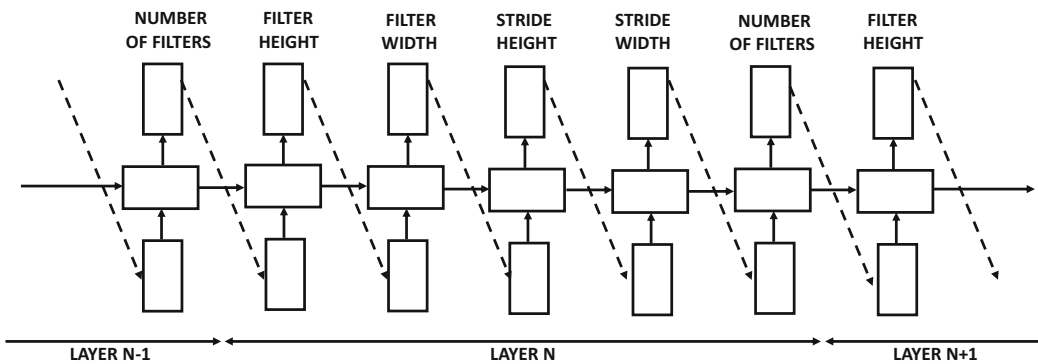 NUMBER
OF FILTERS
FILTER
HEIGHT
FILTER
WIDTH
STRIDE
HEIGHT
STRIDE
WIDTH
NUMBER
OF FILTERS
FILTER
HEIGHT
LAYER N-1
LAYER N
LAYER N+1